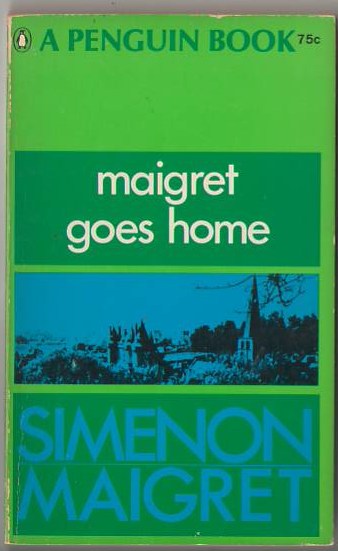 A PENGUIN BOOK 75c
maigret
goes home
SIMENON
MAIGRET